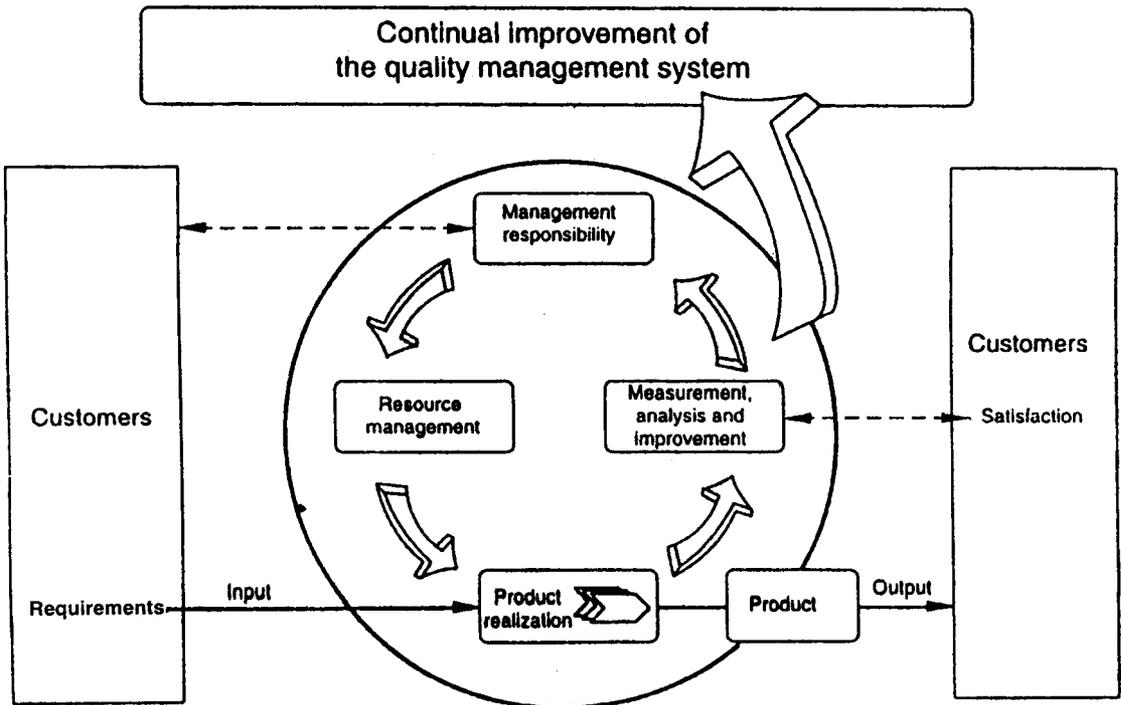 Continual improvement of
the quality management system
Management
responsibility
Customers
Resource
management
Measurement,
analysis and
improvement
Customers
Satisfaction
Requirements
Input
Product
realization
Product
Output